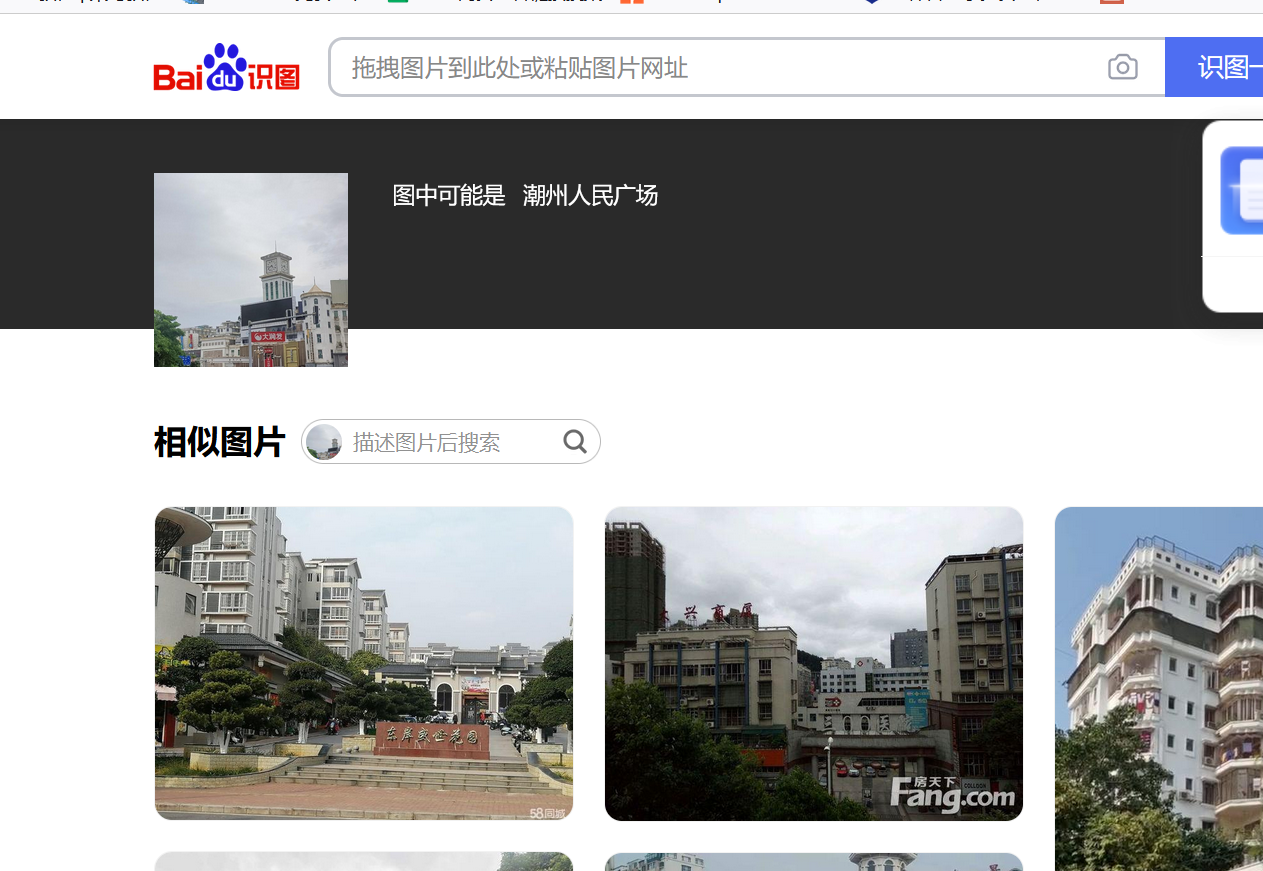 Bai du 识图
拖拽图片到此处或粘贴图片网址
识图一
图中可能是 潮州人民广场
大润发
相似图片
描述图片后搜索
东岸
花园
58同城
大兴商厦
房天下
Fang.com